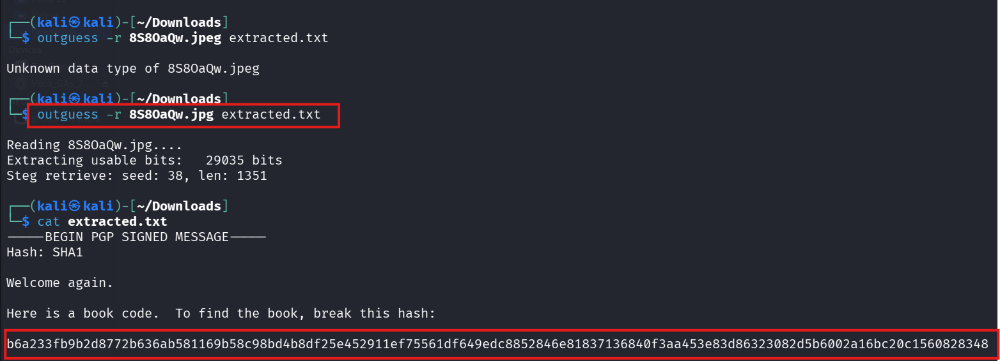 ┌──(kali㉿kali)-[~/Downloads]
└─$ outguess -r 8S8OaQw.jpeg extracted.txt
Devices
Unknown data type of 8S8OaQw.jpeg
┌──(kali㉿kali)-[~/Downloads]
└─$ outguess -r 8S8OaQw.jpg extracted.txt
Reading 8S8OaQw.jpg....
Extracting usable bits:   29035 bits
Steg retrieve: seed: 38, len: 1351
┌──(kali㉿kali)-[~/Downloads]
└─$ cat extracted.txt
-----BEGIN PGP SIGNED MESSAGE-----
Hash: SHA1
Welcome again.
Here is a book code.  To find the book, break this hash:
b6a233fb9b2d8772b636ab581169b58c98bd4b8df25e452911ef75561df649edc8852846e81837136840f3aa453e83d86323082d5b6002a16bc20c1560828348